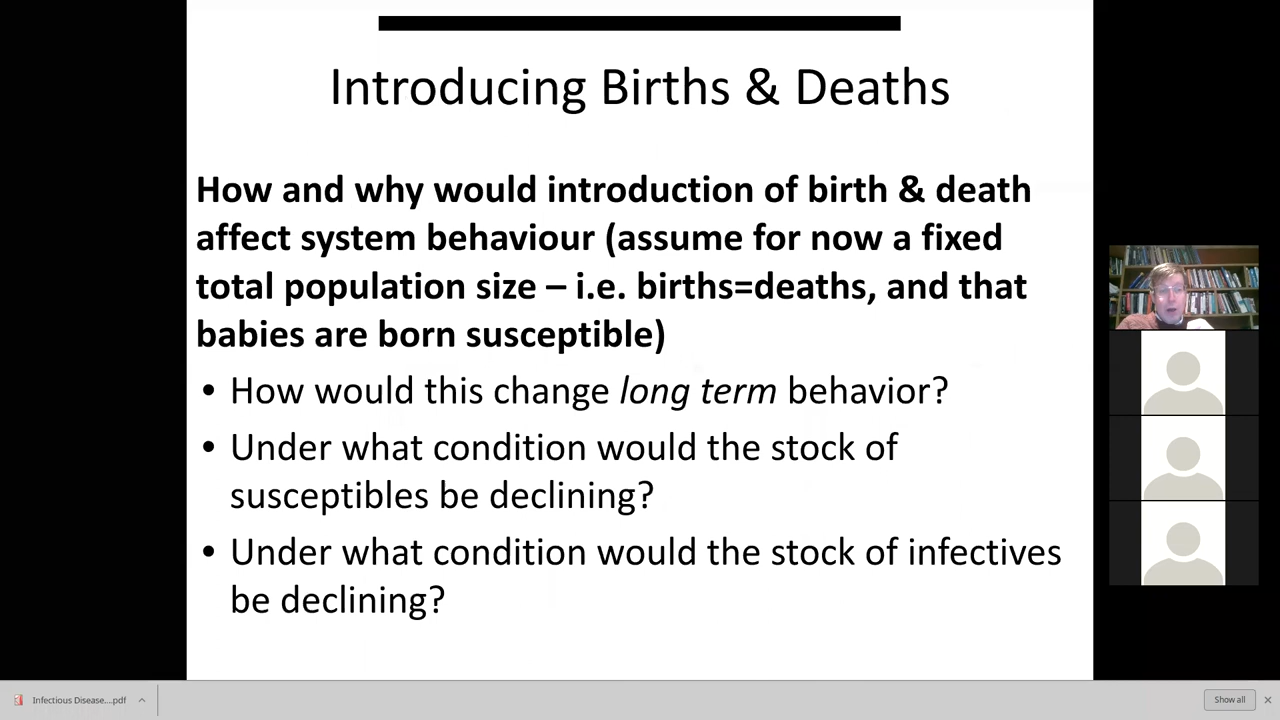 Introducing Births & Deaths
How and why would introduction of birth & death
affect system behaviour (assume for now a fixed
total population size – i.e. births=deaths, and that
babies are born susceptible)
• How would this change long term behavior?
• Under what condition would the stock of
susceptibles be declining?
• Under what condition would the stock of infectives
be declining?
Infectious Disease....pdf
Show all